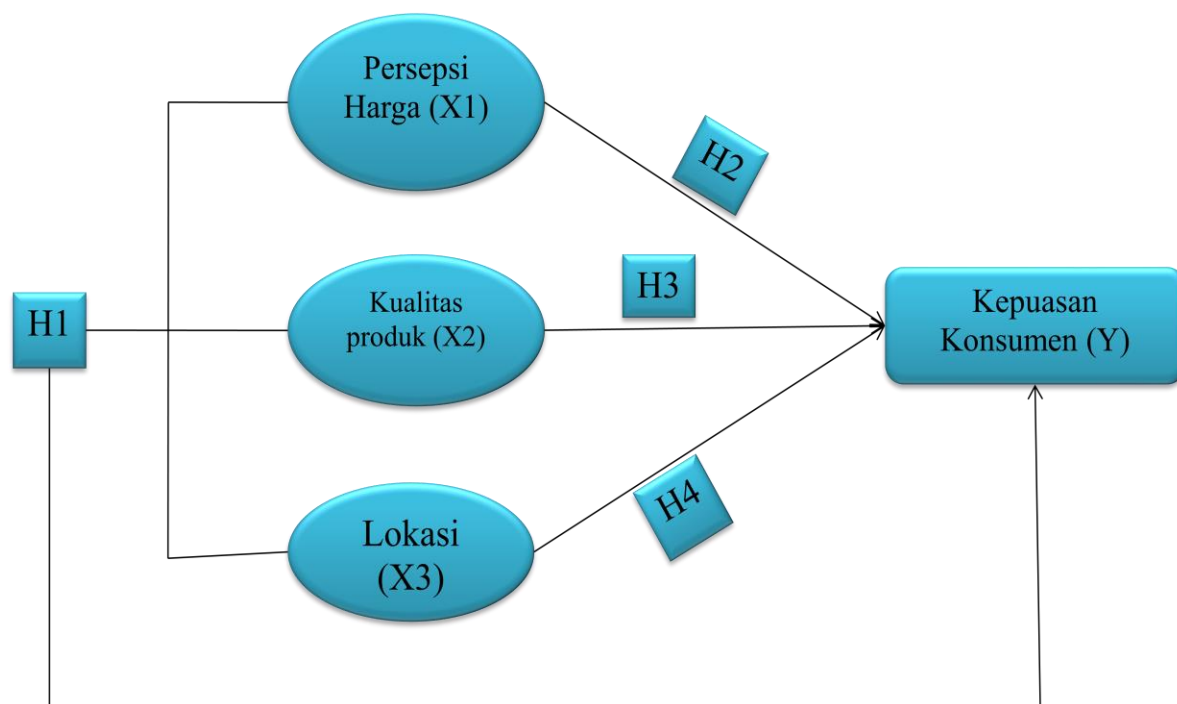 Persepsi
Harga (X1)
H2
H1
Kualitas
produk (X2)
H3
Kepuasan
Konsumen (Y)
Lokasi
(X3)
H4